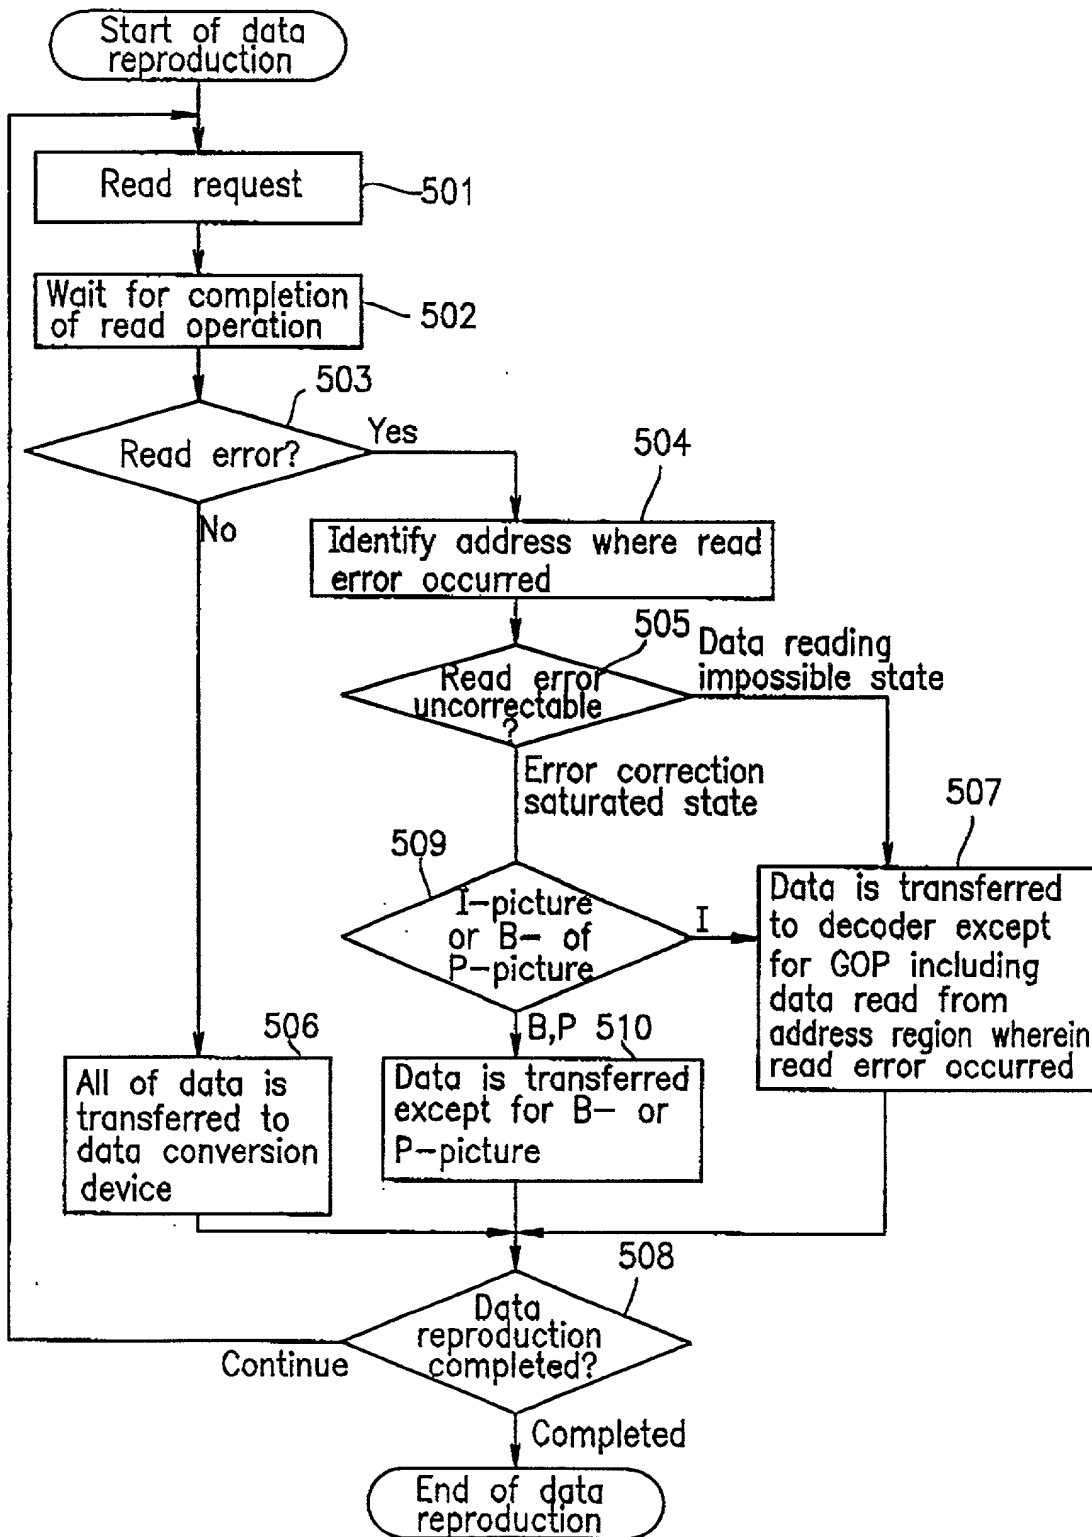 Start of data
reproduction
Read request
501
Wait for completion
of read operation
502
503
Read error?
Yes
No
504
Identify address where read
error occurred
505
Read error
uncorrectable
?
Data reading
impossible state
Error correction
saturated state
507
509
I-picture
or B- of
P-picture
I
Data is transferred
to decoder except
for GOP including
data read from
address region wherein
read error occurred
B,P
510
506
All of data is
transferred to
data conversion
device
Data is transferred
except for B- or
P-picture
508
Data
reproduction
completed?
Continue
Completed
End of data
reproduction